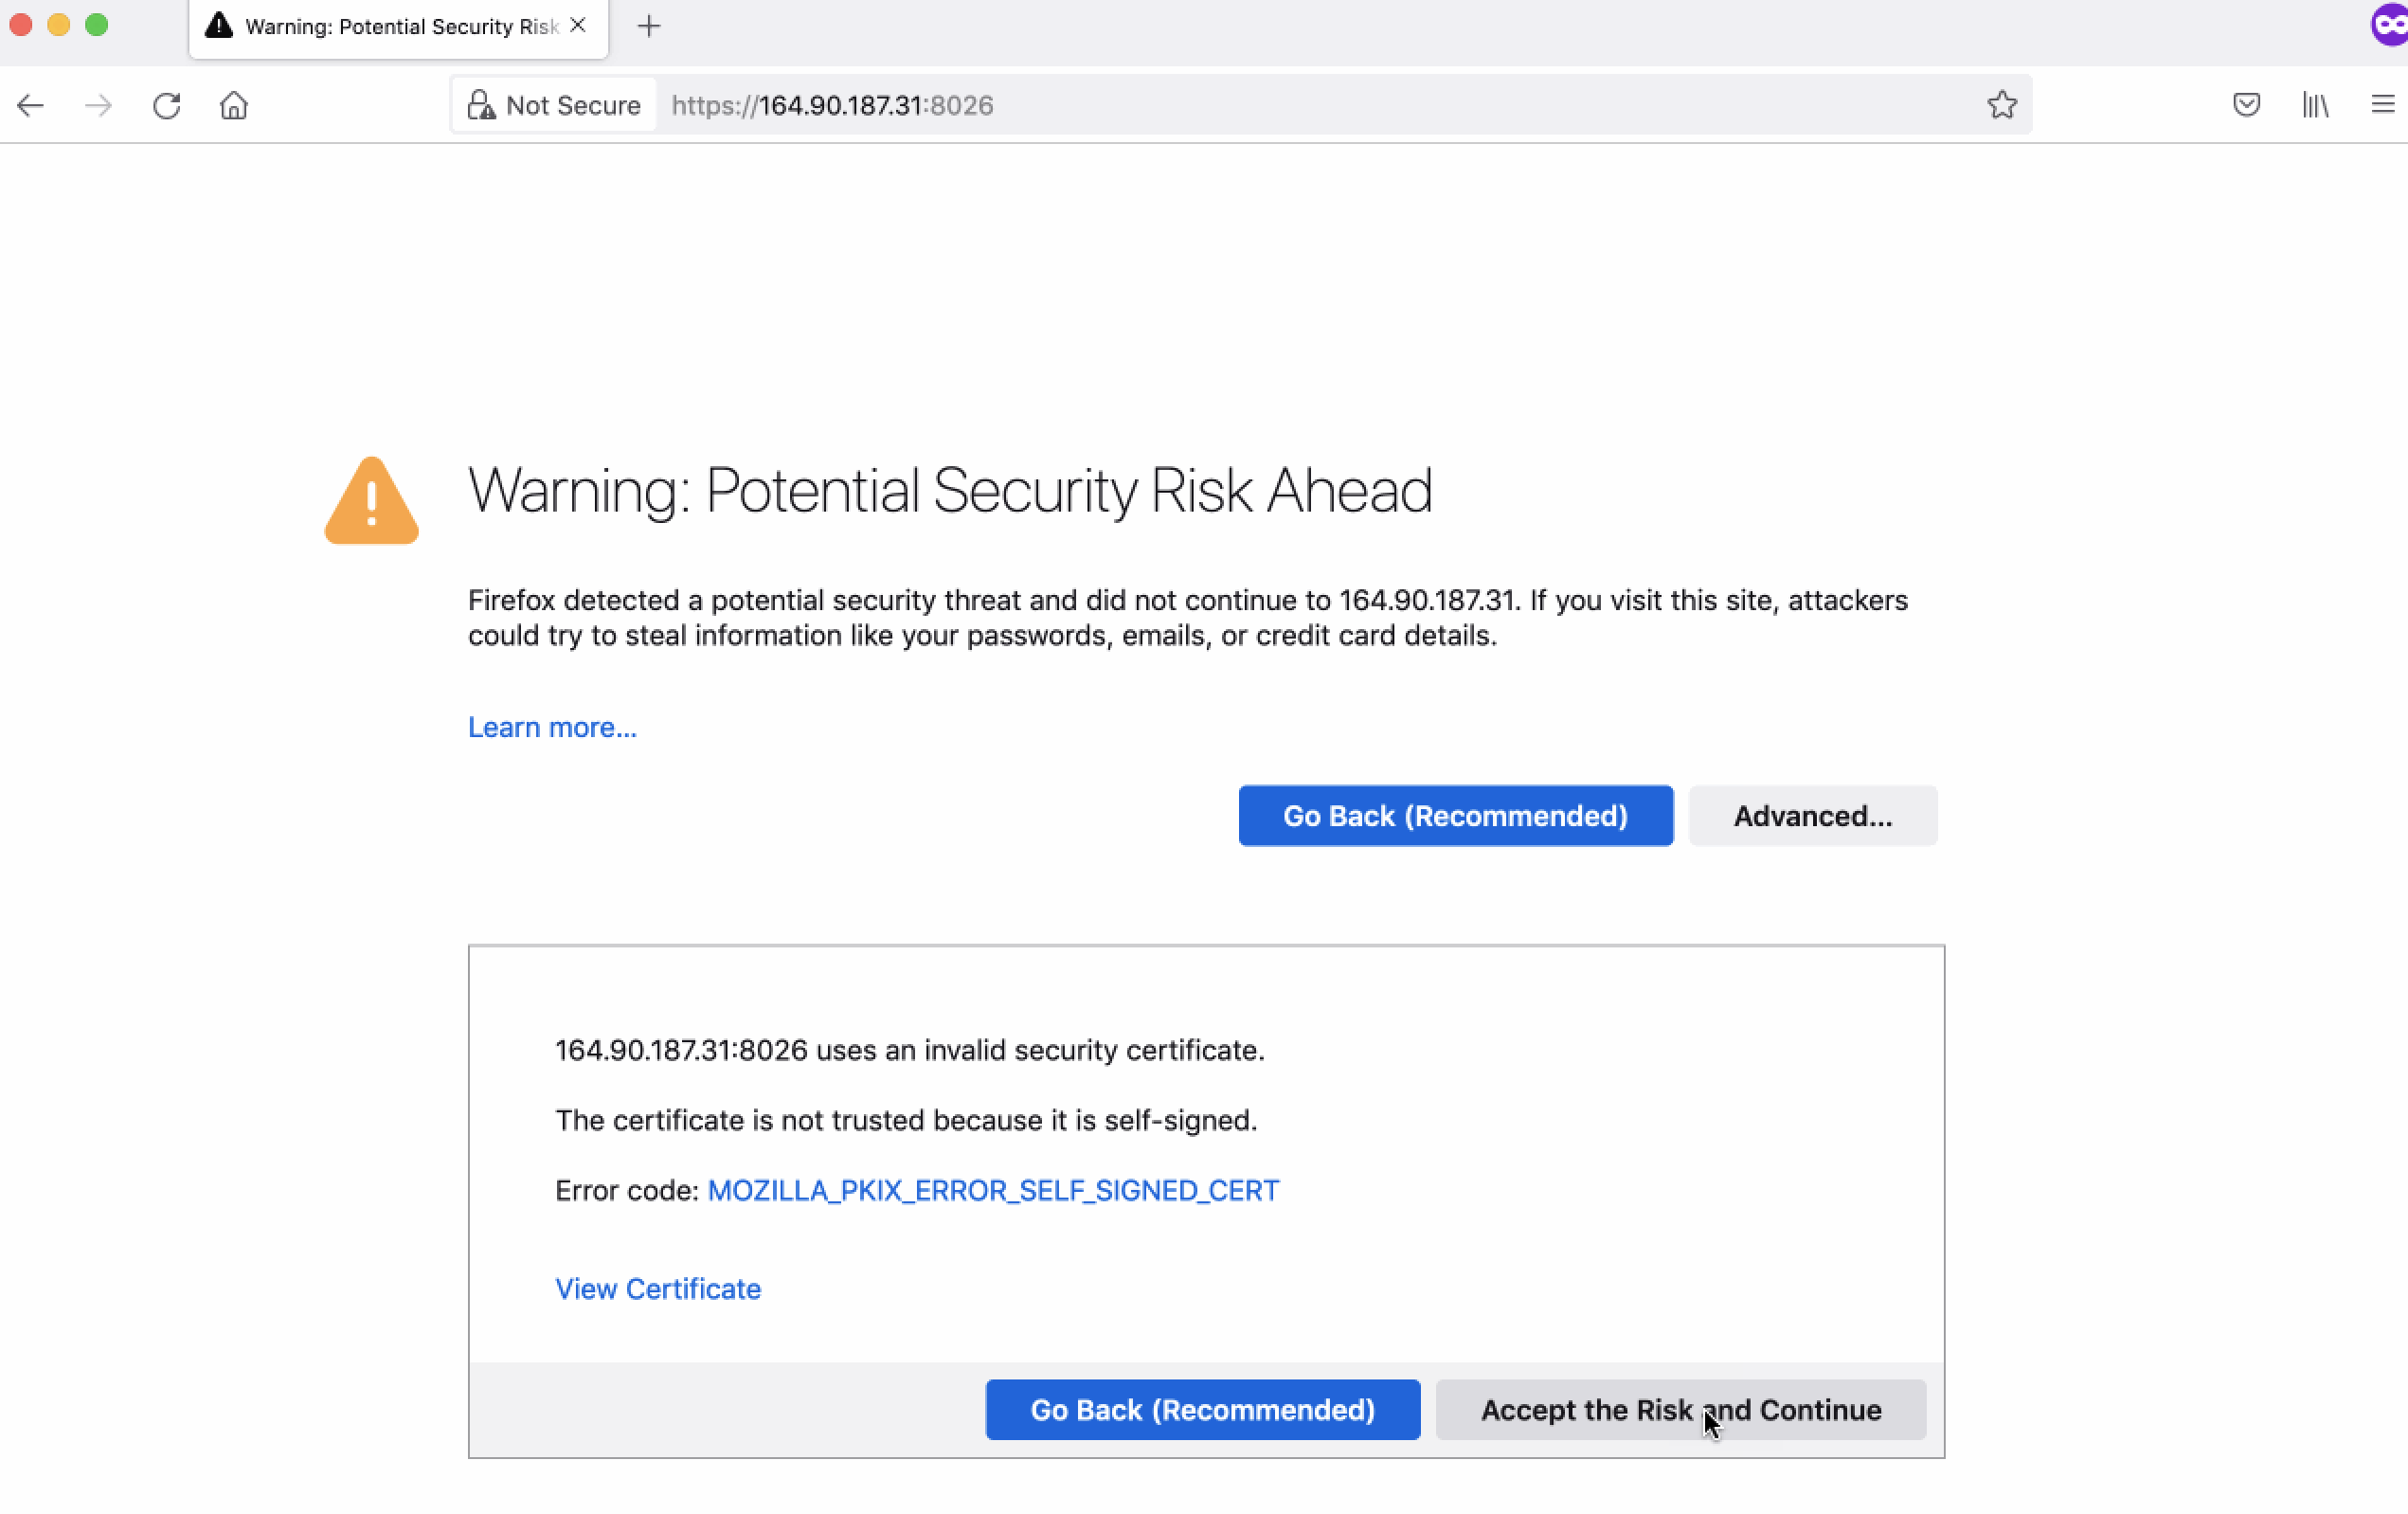 Warning: Potential Security Risk
Not Secure https://164.90.187.31:8026
Warning: Potential Security Risk Ahead
Firefox detected a potential security threat and did not continue to 164.90.187.31. If you visit this site, attackers
could try to steal information like your passwords, emails, or credit card details.
Learn more...
Go Back (Recommended) Advanced...
164.90.187.31:8026 uses an invalid security certificate.
The certificate is not trusted because it is self-signed.
Error code: MOZILLA_PKIX_ERROR_SELF_SIGNED_CERT
View Certificate
Go Back (Recommended) Accept the Risk and Continue